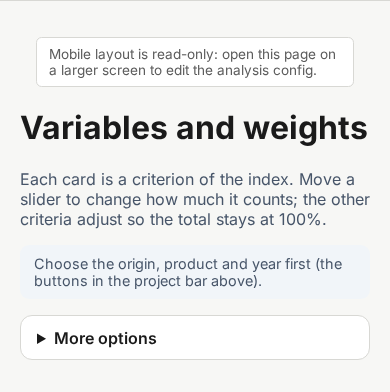 Mobile layout is read-only: open this page on
a larger screen to edit the analysis config.
Variables and weights
Each card is a criterion of the index. Move a
slider to change how much it counts; the other
criteria adjust so the total stays at 100%.
Choose the origin, product and year first (the
buttons in the project bar above).
More options